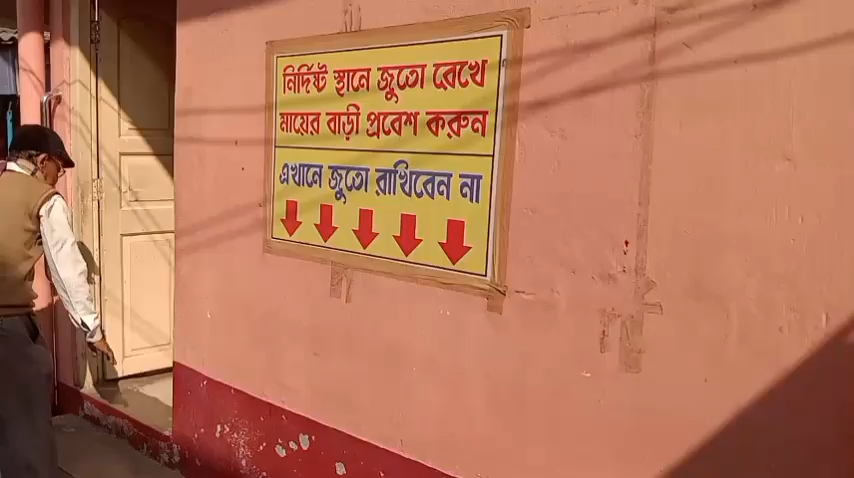 নির্দিষ্ট স্থানে জুতো রেখে
মায়ের বাড়ী প্রবেশ করুন
এখানে জুতো রাখিবেন না